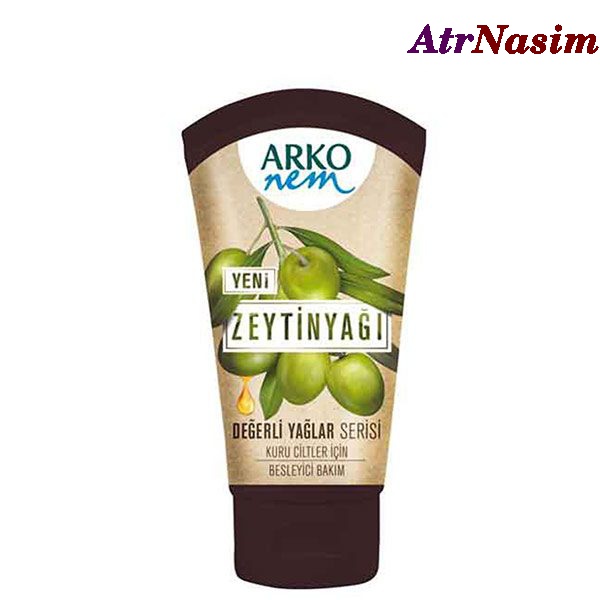 AtrNasim
ARKO
nem
YENİ
ZEYTİNYAĞI
DEĞERLİ YAĞLAR SERİSİ
KURU CİLTLER İÇİN
BESLEYİCİ BAKIM